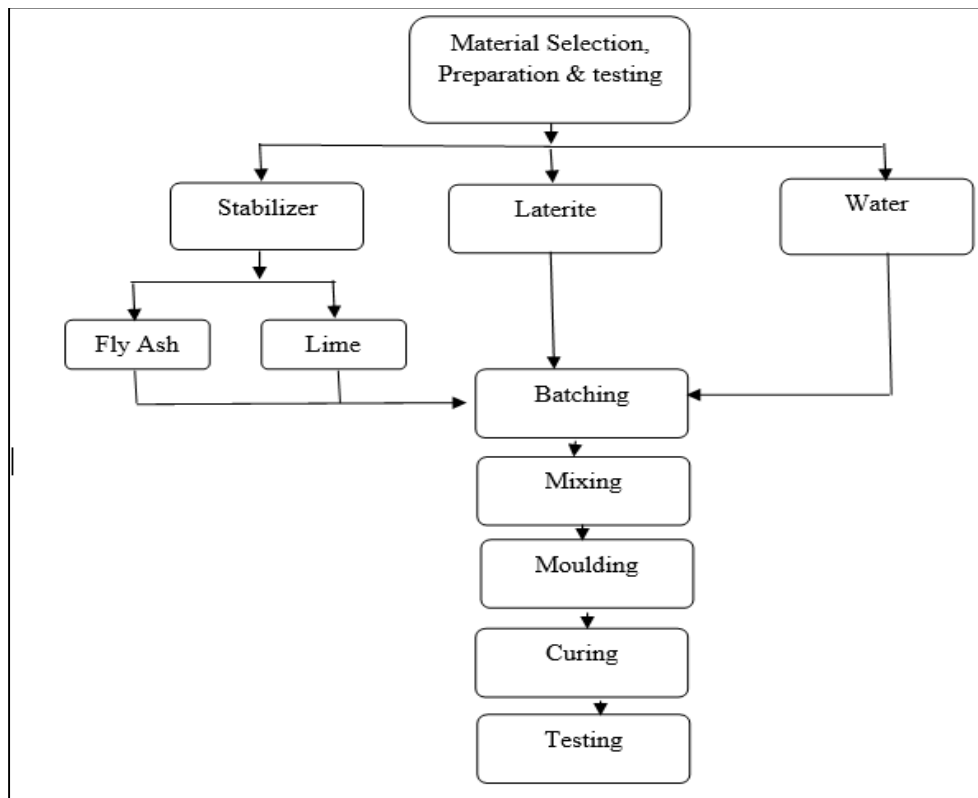 Material Selection,
Preparation & testing
Stabilizer
Laterite
Water
Fly Ash
Lime
Batching
Mixing
Moulding
Curing
Testing